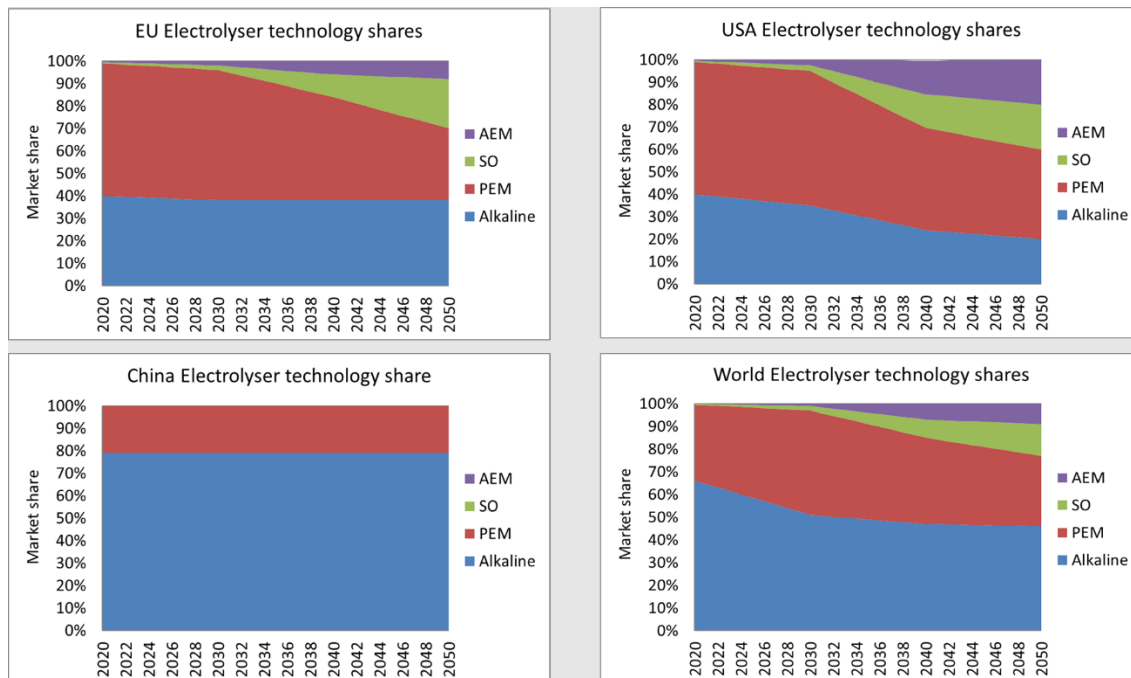 EU Electrolyser technology shares
Market share
100%
90%
80%
70%
60%
50%
40%
30%
20%
10%
0%
2020 2022 2024 2026 2028 2030 2032 2034 2036 2038 2040 2042 2044 2046 2048 2050
AEM
SO
PEM
Alkaline
USA Electrolyser technology shares
Market share
100%
90%
80%
70%
60%
50%
40%
30%
20%
10%
0%
2020 2022 2024 2026 2028 2030 2032 2034 2036 2038 2040 2042 2044 2046 2048 2050
AEM
SO
PEM
Alkaline
China Electrolyser technology share
Market share
100%
90%
80%
70%
60%
50%
40%
30%
20%
10%
0%
2020 2022 2024 2026 2028 2030 2032 2034 2036 2038 2040 2042 2044 2046 2048 2050
AEM
SO
PEM
Alkaline
World Electrolyser technology shares
Market share
100%
90%
80%
70%
60%
50%
40%
30%
20%
10%
0%
2020 2022 2024 2026 2028 2030 2032 2034 2036 2038 2040 2042 2044 2046 2048 2050
AEM
SO
PEM
Alkaline